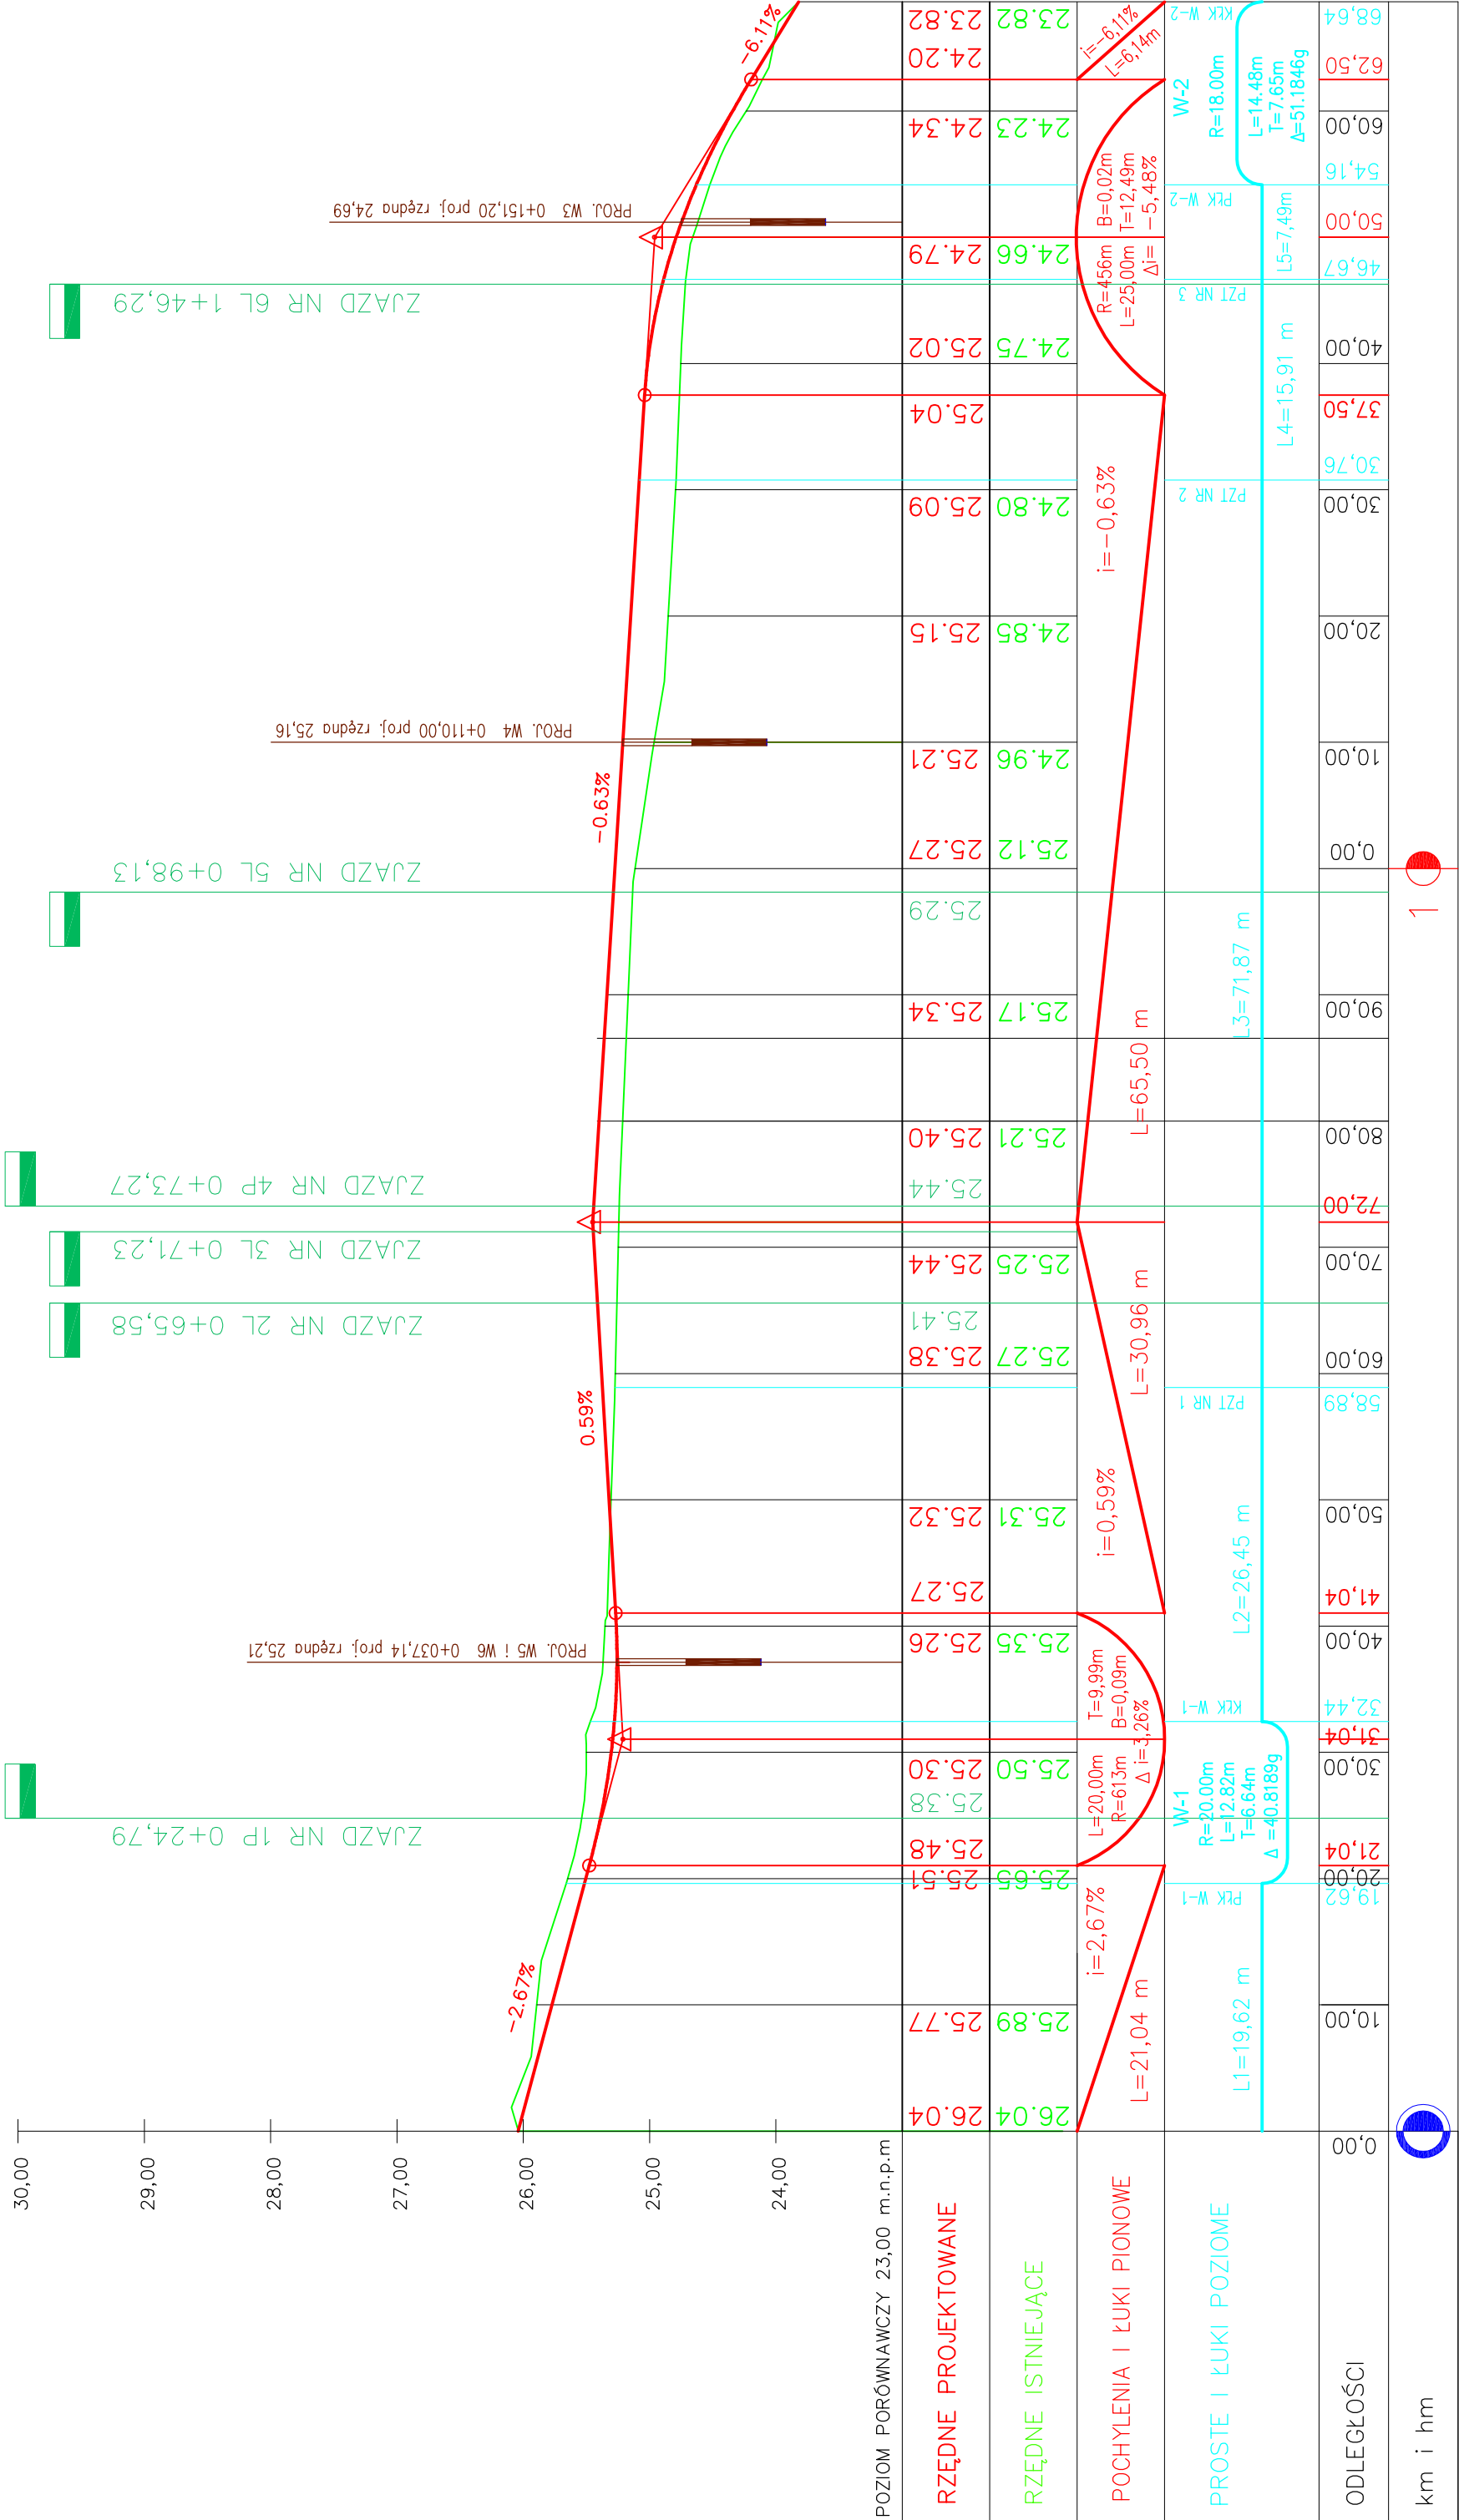 30,00
29,00
28,00
27,00
26,00
25,00
24,00
ZJAZD NR 1P 0+24,79
ZJAZD NR 2L 0+65,58
ZJAZD NR 3L 0+71,23
ZJAZD NR 4P 0+73,27
ZJAZD NR 5L 0+98,13
ZJAZD NR 6L 1+46,29
PROJ. W5 i W6 0+037,14 proj. rzędna 25,21
PROJ. W4 0+110,00 proj. rzędna 25,16
PROJ. W3 0+151,20 proj. rzędna 24,69
-2.67%
0.59%
-0.63%
-6.11%
POZIOM PORÓWNAWCZY 23,00 m.n.p.m
RZĘDNE PROJEKTOWANE
26.04
25.77
25.51
25.48
25.38
25.30
25.26
25.27
25.32
25.38
25.41
25.44
25.44
25.40
25.34
25.29
25.27
25.21
25.15
25.09
25.04
25.02
24.79
24.34
24.20
23.82
RZĘDNE ISTNIEJĄCE
26.04
25.89
25.65
25.50
25.35
25.31
25.27
25.25
25.21
25.17
25.12
24.96
24.85
24.80
24.75
24.66
24.23
23.82
POCHYLENIA I ŁUKI PIONOWE
i=2,67%
L=21,04 m
L=20,00m
R=613m
T=9,99m
B=0,09m
Δ i=3,26%
i=0,59%
L=30,96 m
L=65,50 m
i=-0,63%
R=456m B=0,02m
L=25,00m T=12,49m
Δi= -5,48%
i=-6,11%
L=6,14m
PROSTE I ŁUKI POZIOME
L1=19,62 m
PŁK W-1
W-1
R=20.00m
L=12.82m
T=6.64m
Δ =40.8189g
KŁK W-1
L2=26,45 m
PZT NR 1
L3=71,87 m
PZT NR 2
L4=15,91 m
PZT NR 3
L5=7,49m
PŁK W-2
W-2
R=18.00m
L=14.48m
T=7.65m
Δ=51.1846g
KŁK W-2
ODLEGŁOŚCI
0,00
10,00
19,62
20,00
21,04
30,00
31,04
32,44
40,00
41,04
50,00
58,89
60,00
70,00
72,00
80,00
90,00
0,00
10,00
20,00
30,00
30,76
37,50
40,00
46,67
50,00
54,16
60,00
62,50
68,64
km i hm
1